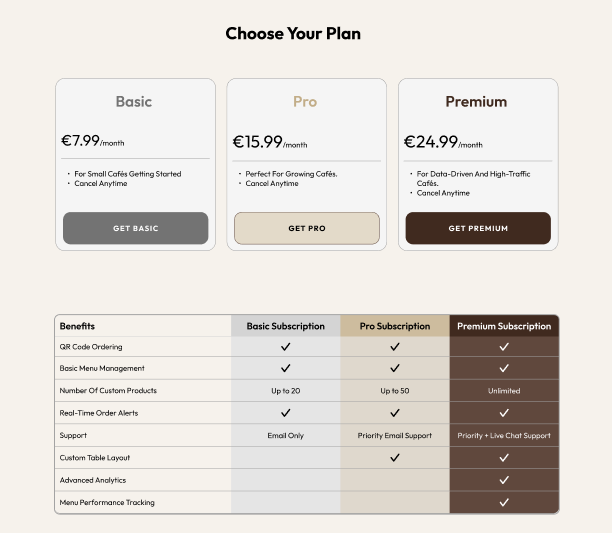 Choose Your Plan
Basic
€7.99/month
• For Small Cafés Getting Started
• Cancel Anytime
GET BASIC
Pro
€15.99/month
• Perfect For Growing Cafés.
• Cancel Anytime
GET PRO
Premium
€24.99/month
• For Data-Driven And High-Traffic
Cafés.
• Cancel Anytime
GET PREMIUM
Benefits Basic Subscription Pro Subscription Premium Subscription
QR Code Ordering ✓ ✓ ✓
Basic Menu Management ✓ ✓ ✓
Number Of Custom Products Up to 20 Up to 50 Unlimited
Real-Time Order Alerts ✓ ✓ ✓
Support Email Only Priority Email Support Priority + Live Chat Support
Custom Table Layout ✓ ✓
Advanced Analytics ✓
Menu Performance Tracking ✓